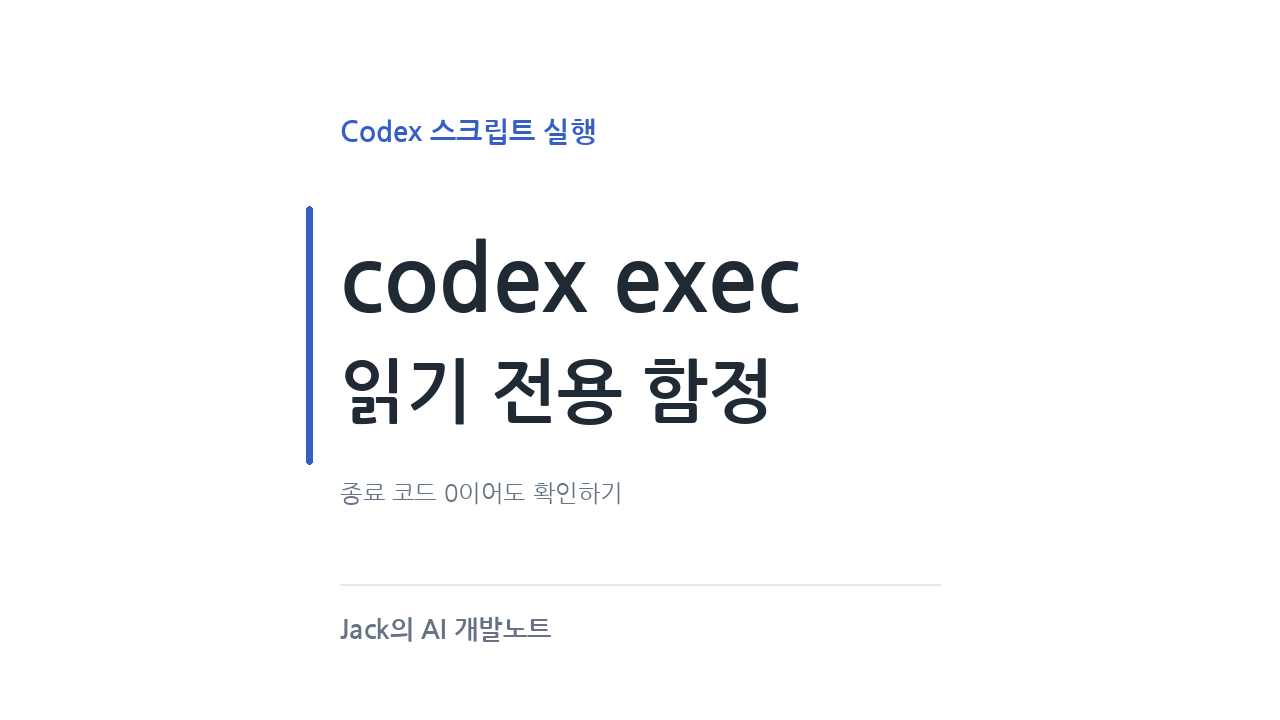 Codex 스크립트 실행
codex exec
읽기 전용 함정
종료 코드 0이어도 확인하기
Jack의 AI 개발노트